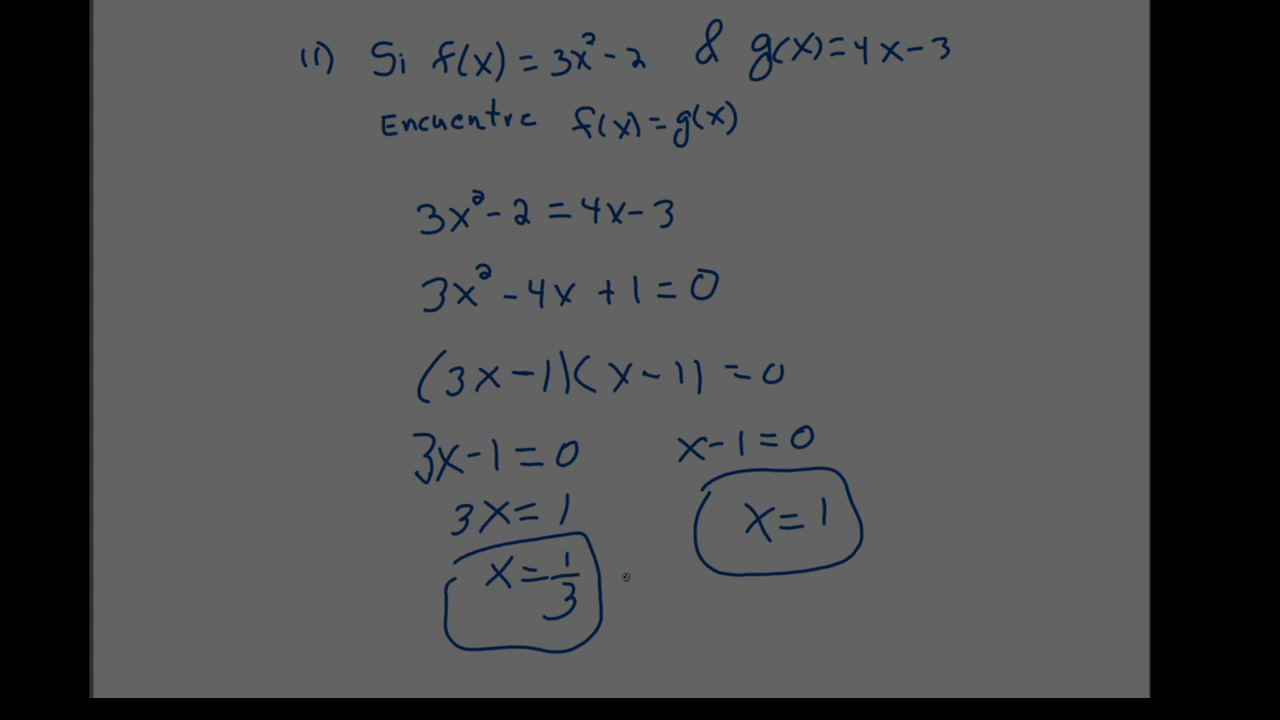 11) Si f(x) = 3x² - 2 & g(x) = 4x - 3
Encuentre f(x) = g(x)
3x² - 2 = 4x - 3
3x² - 4x + 1 = 0
(3x - 1)(x - 1) = 0
3x - 1 = 0 x - 1 = 0
3x = 1 x = 1
x = 1/3